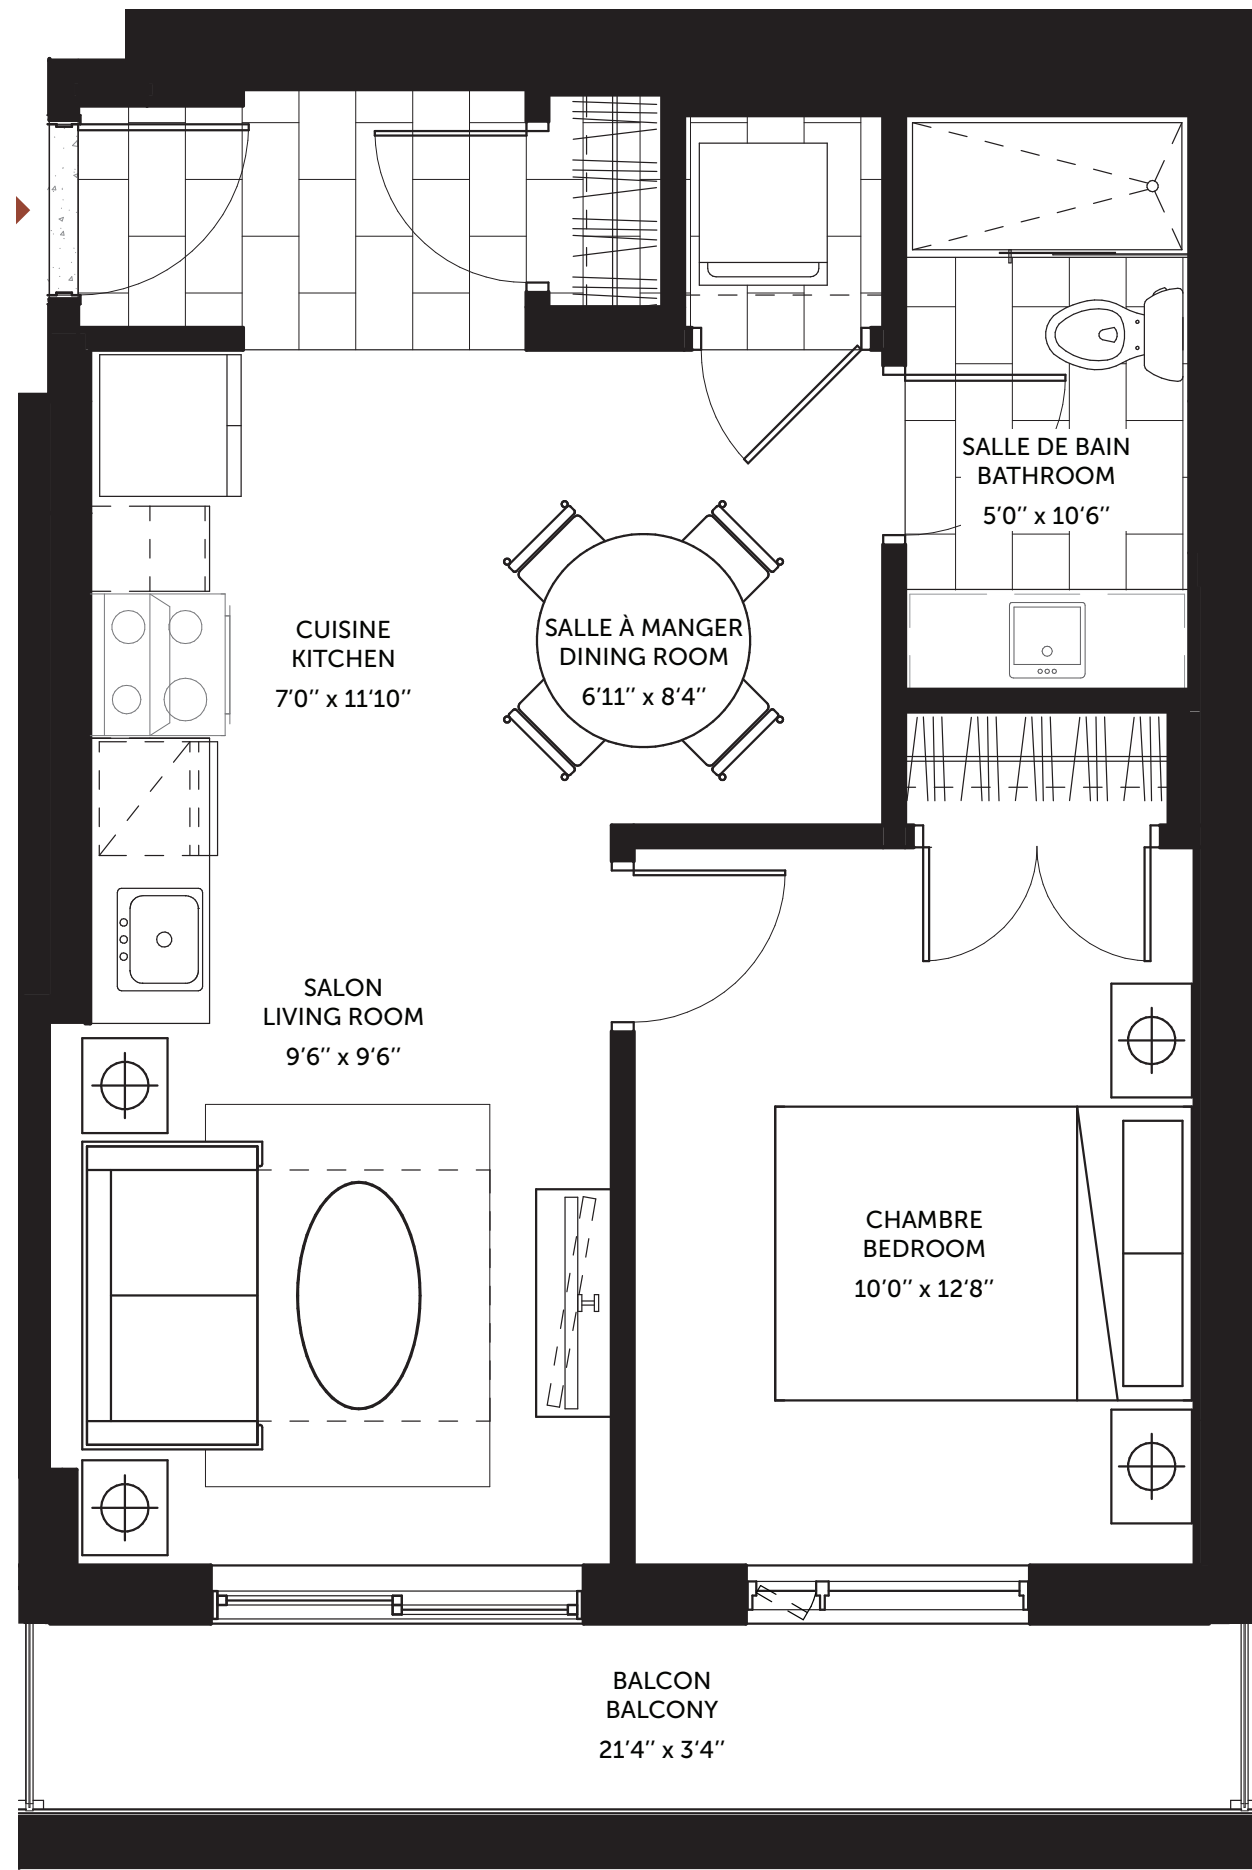 SALLE DE BAIN
BATHROOM
5'0'' x 10'6''
CUISINE
KITCHEN
7'0'' x 11'10''
SALLE À MANGER
DINING ROOM
6'11'' x 8'4''
SALON
LIVING ROOM
9'6'' x 9'6''
CHAMBRE
BEDROOM
10'0'' x 12'8''
BALCON
BALCONY
21'4'' x 3'4''